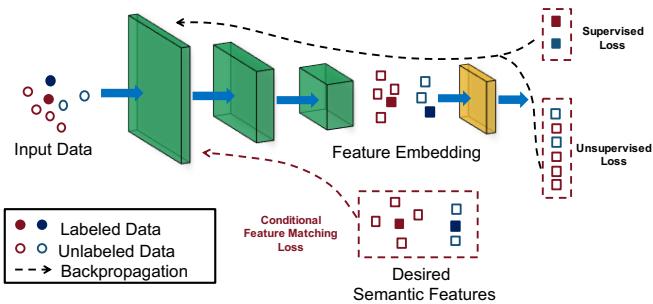 Supervised
Loss
Input Data
Feature Embedding
Unsupervised
Loss
Conditional
Feature Matching
Loss
Labeled Data
Unlabeled Data
Backpropagation
Desired
Semantic Features